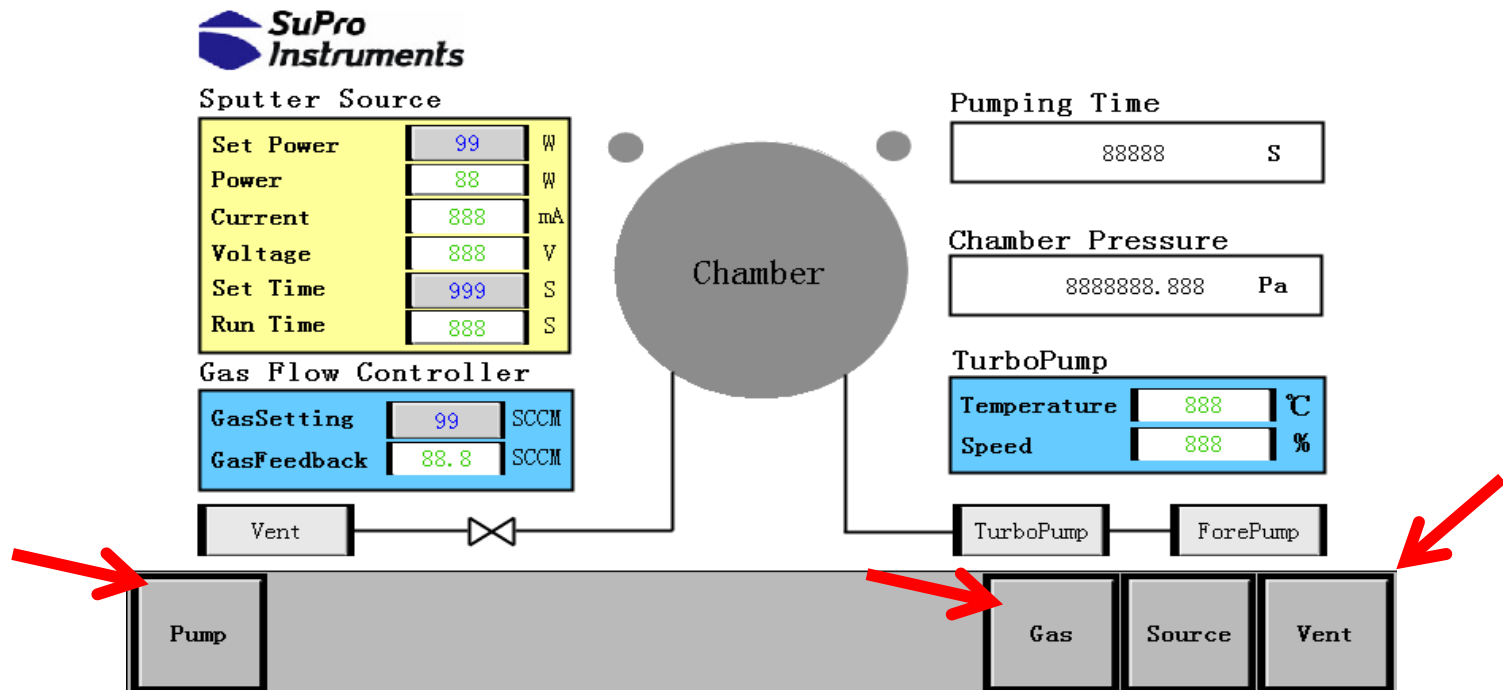 SuPro
Instruments
Sputter Source
Set Power 99 W
Power 88 W
Current 888 mA
Voltage 888 V
Set Time 999 S
Run Time 888 S
Gas Flow Controller
GasSetting 99 SCCM
GasFeedback 88.8 SCCM
Vent
Chamber
Pumping Time
88888 S
Chamber Pressure
8888888.888 Pa
TurboPump
Temperature 888 ℃
Speed 888 %
TurboPump
ForePump
Pump
Gas
Source
Vent